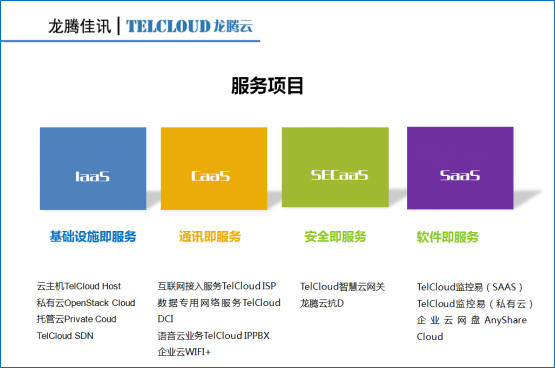 龙腾佳讯 | TELCLOUD 龙腾云
服务项目
IaaS
CaaS
SECaaS
SaaS
基础设施即服务
通讯即服务
安全即服务
软件即服务
云主机TelCloud Host
私有云OpenStack Cloud
托管云Private Coud
TelCloud SDN
互联网接入服务TelCloud ISP
数据专用网络服务TelCloud
DCI
语音云业务TelCloud IPPBX
企业云WIFI+
TelCloud智慧云网关
龙腾云抗D
TelCloud监控易（SAAS）
TelCloud监控易（私有云）
企业云网盘AnyShare
Cloud